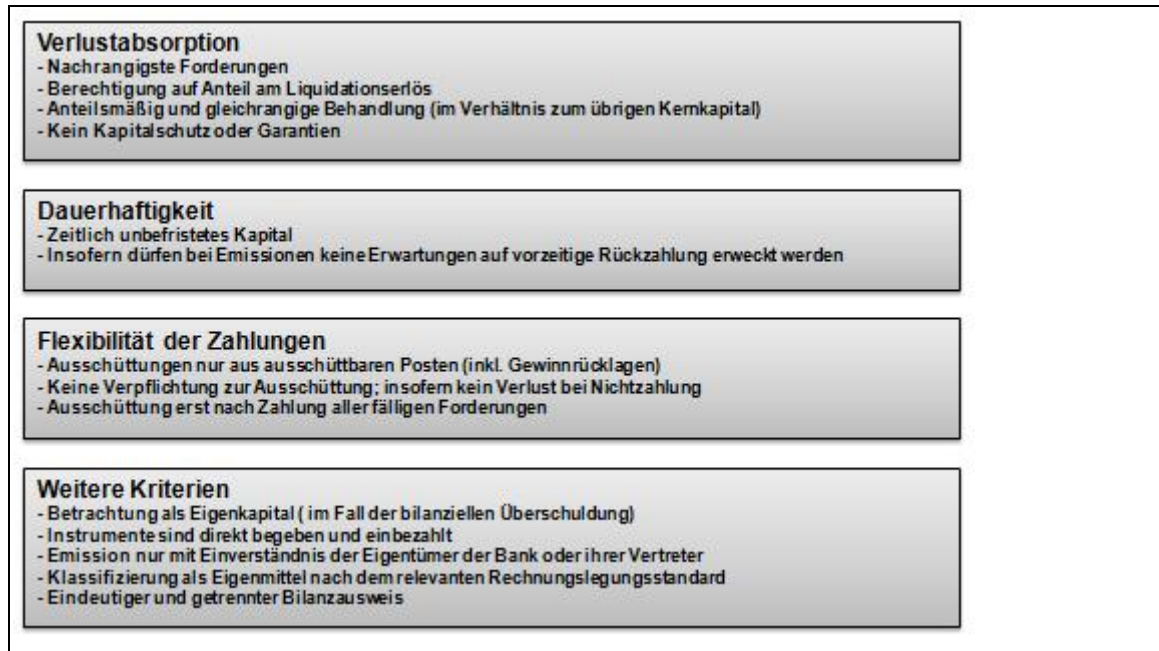 Verlustabsorption
- Nachrangigste Forderungen
- Berechtigung auf Anteil am Liquidationserlös
- Anteilsmäßig und gleichrangige Behandlung (im Verhältnis zum übrigen Kernkapital)
- Kein Kapitalschutz oder Garantien
Dauerhaftigkeit
- Zeitlich unbefristetes Kapital
- Insofern dürfen bei Emissionen keine Erwartungen auf vorzeitige Rückzahlung erweckt werden
Flexibilität der Zahlungen
- Ausschüttungen nur aus ausschüttbaren Posten (inkl. Gewinnrücklagen)
- Keine Verpflichtung zur Ausschüttung; insofern kein Verlust bei Nichtzahlung
- Ausschüttung erst nach Zahlung aller fälligen Forderungen
Weitere Kriterien
- Betrachtung als Eigenkapital ( im Fall der bilanziellen Überschuldung)
- Instrumente sind direkt begeben und einbezahlt
- Emission nur mit Einverständnis der Eigentümer der Bank oder ihrer Vertreter
- Klassifizierung als Eigenmittel nach dem relevanten Rechnungslegungsstandard
- Eindeutiger und getrennter Bilanzausweis